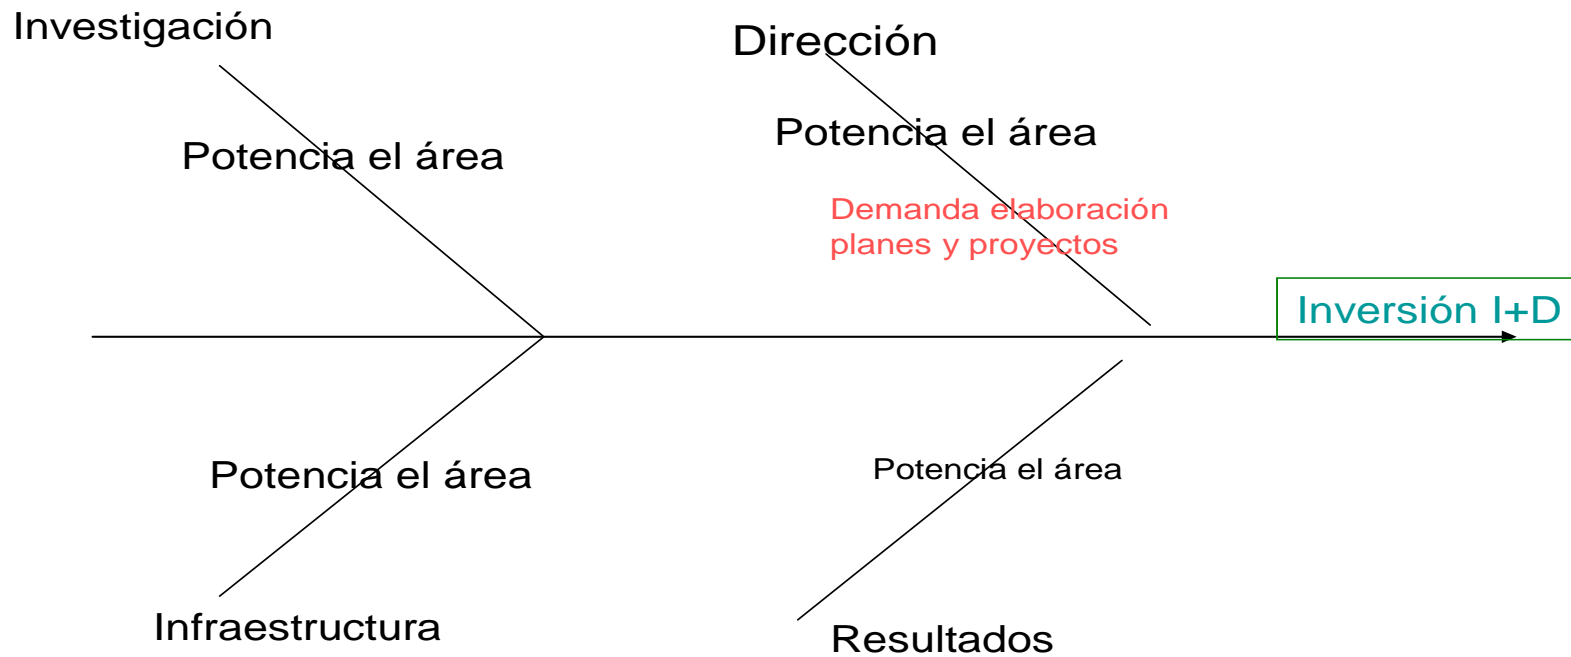 Investigación
Dirección
Potencia el área
Potencia el área
Demanda elaboración
planes y proyectos
Inversión I+D
Potencia el área
Potencia el área
Infraestructura
Resultados